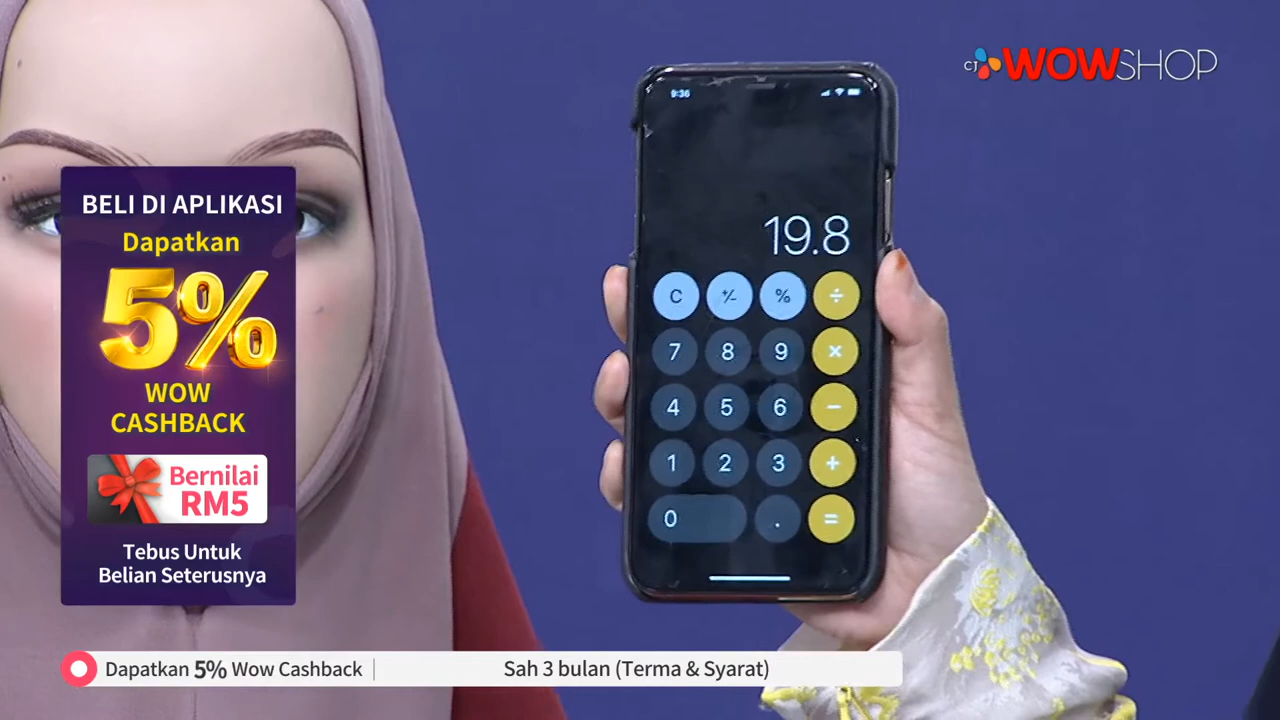 CJ WOWSHOP
BELI DI APLIKASI
Dapatkan
5%
WOW
CASHBACK
Bernilai
RM5
Tebus Untuk
Belian Seterusnya
9:36
19.8
C +/- % ÷
7 8 9 ×
4 5 6 −
1 2 3 +
0 . =
Dapatkan 5% Wow Cashback | Sah 3 bulan (Terma & Syarat)